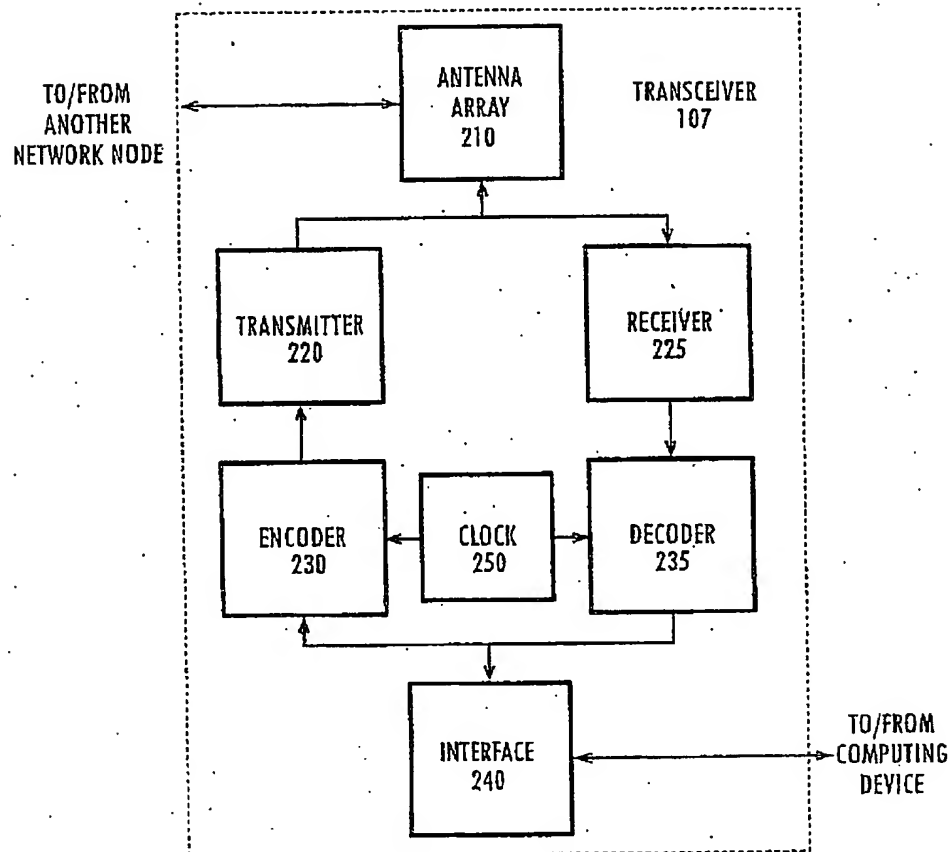 ANTENNA
ARRAY
210
TRANSCEIVER
107
TO/FROM
ANOTHER
NETWORK NODE
TRANSMITTER
220
RECEIVER
225
ENCODER
230
CLOCK
250
DECODER
235
INTERFACE
240
TO/FROM
COMPUTING
DEVICE